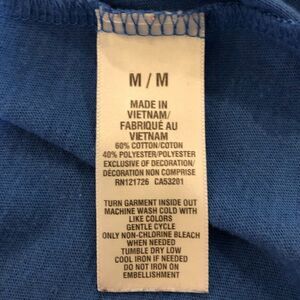 M / M
MADE IN
VIETNAM/
FABRIQUÉ AU
VIETNAM
60% COTTON/COTON
40% POLYESTER/POLYESTER
EXCLUSIVE OF DECORATION/
DÉCORATION NON COMPRISE
RN121726 CA53201
TURN GARMENT INSIDE OUT
MACHINE WASH COLD WITH
LIKE COLORS
GENTLE CYCLE
ONLY NON-CHLORINE BLEACH
WHEN NEEDED
TUMBLE DRY LOW
COOL IRON IF NEEDED
DO NOT IRON ON
EMBELLISHMENT